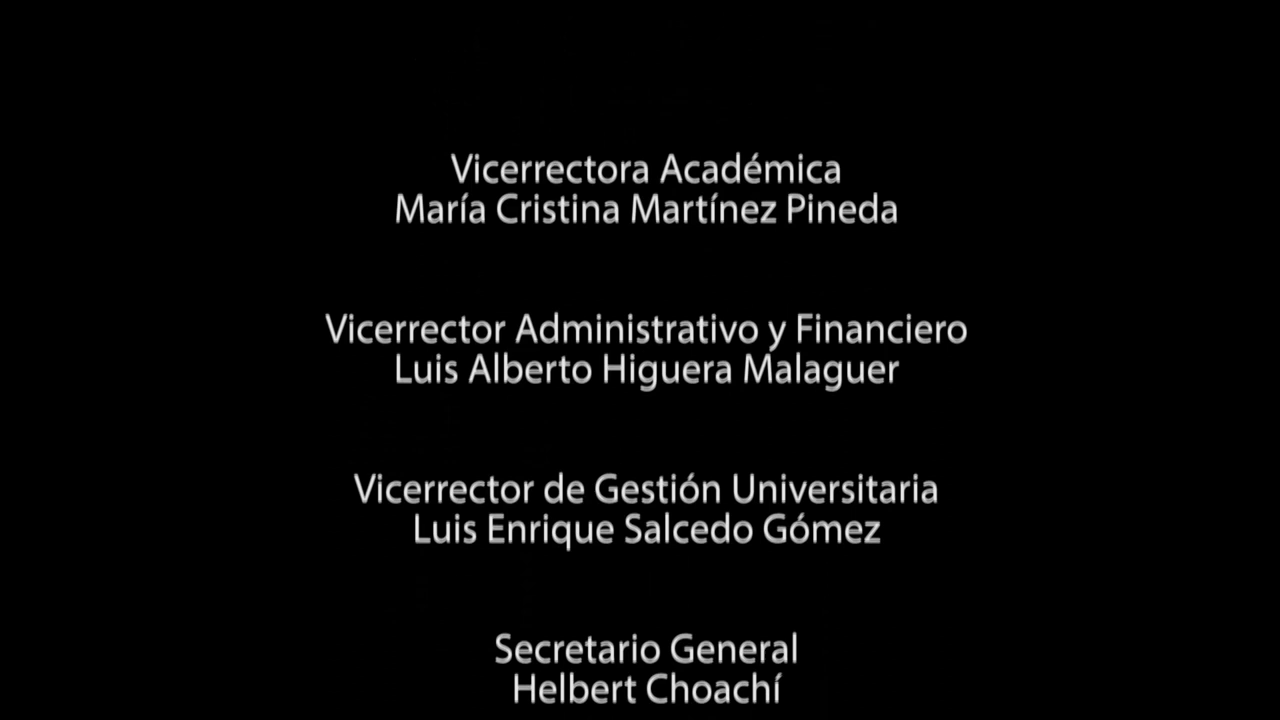 Vicerrectora Académica
María Cristina Martínez Pineda
Vicerrector Administrativo y Financiero
Luis Alberto Higuera Malaguer
Vicerrector de Gestión Universitaria
Luis Enrique Salcedo Gómez
Secretario General
Helbert Choachí